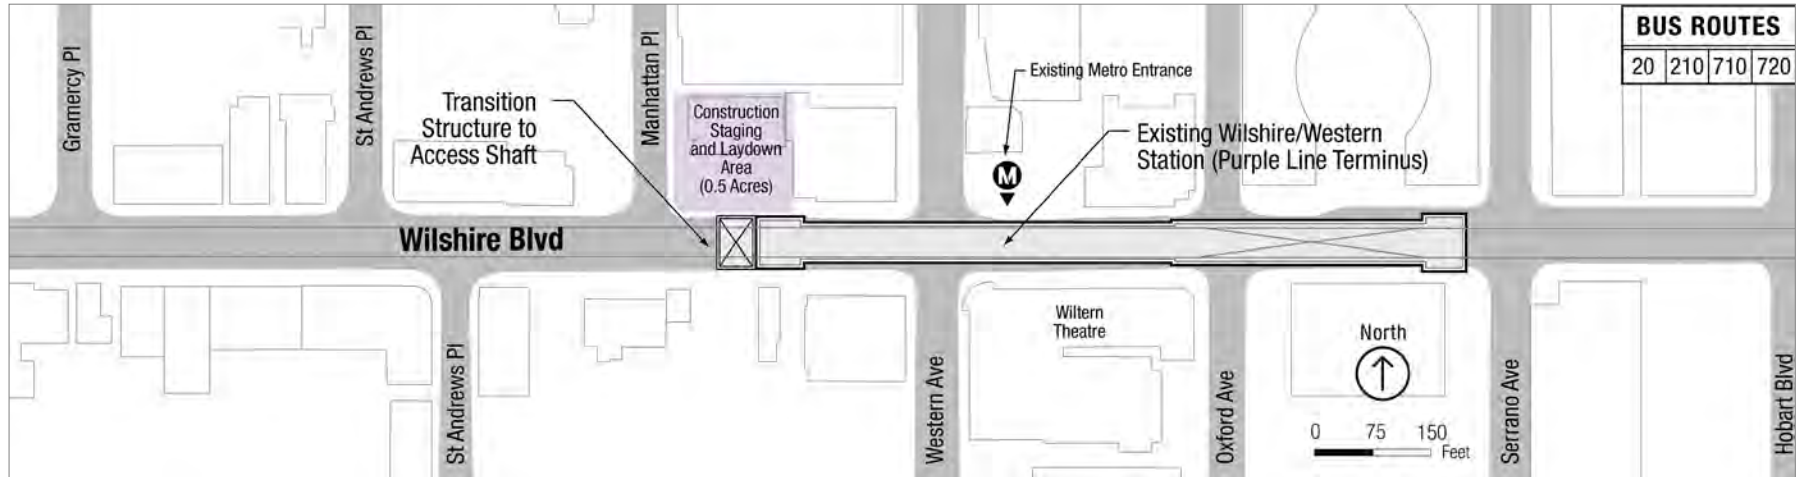 BUS ROUTES
20 210 710 720
Gramercy Pl
St Andrews Pl
Manhattan Pl
Existing Metro Entrance
Transition
Structure to
Access Shaft
Construction
Staging
and Laydown
Area
(0.5 Acres)
Existing Wilshire/Western
Station (Purple Line Terminus)
M
Wilshire Blvd
Wiltern
Theatre
North
St Andrews Pl
Western Ave
Oxford Ave
Serrano Ave
Hobart Blvd
0 75 150
Feet